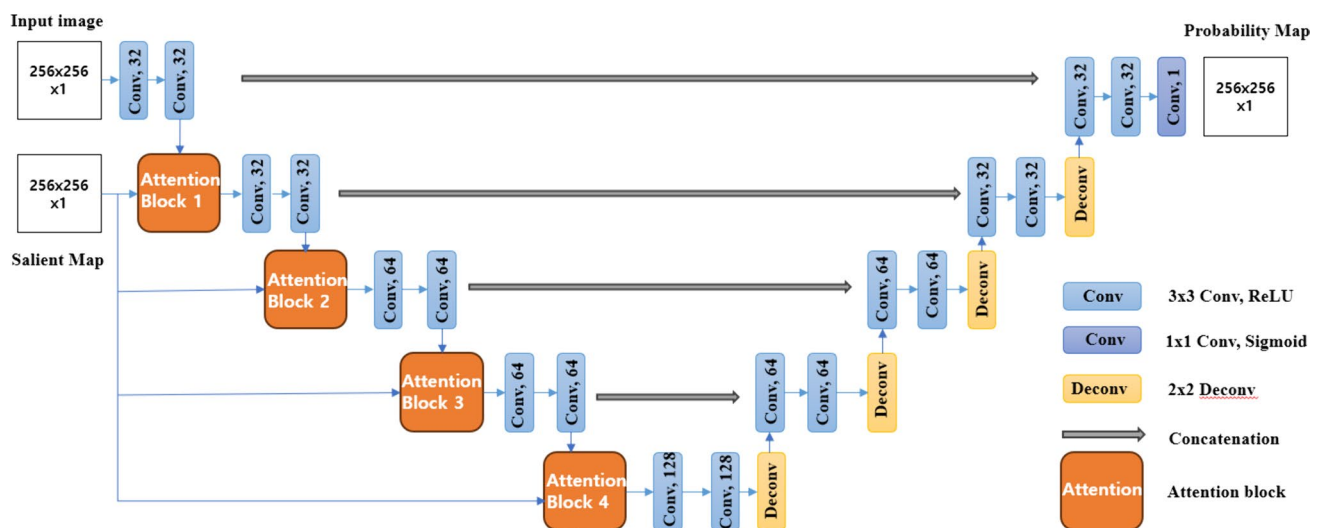 Input image
256x256
x1
Conv, 32
Conv, 32
Conv, 32
Conv, 32
Conv, 1
Probability Map
256x256
x1
256x256
x1
Salient Map
Attention
Block 1
Conv, 32
Conv, 32
Conv, 32
Conv, 32
Deconv
Attention
Block 2
Conv, 64
Conv, 64
Conv, 64
Conv, 64
Deconv
Attention
Block 3
Conv, 64
Conv, 64
Conv, 64
Conv, 64
Deconv
Attention
Block 4
Conv, 128
Conv, 128
Deconv
Conv
3x3 Conv, ReLU
Conv
1x1 Conv, Sigmoid
Deconv
2x2 Deconv
Concatenation
Attention
Attention block